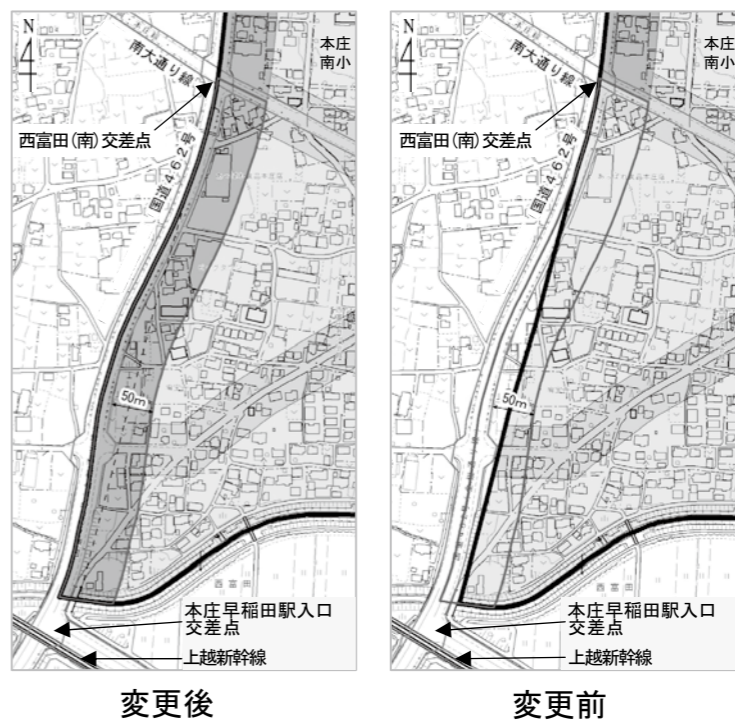 N
本庄
南小
南大通り線
西富田(南)交差点
国道462号
50m
西富田
本庄早稲田駅入口
交差点
上越新幹線
変更後
N
本庄
南小
南大通り線
西富田(南)交差点
国道462号
50m
西富田
本庄早稲田駅入口
交差点
上越新幹線
変更前